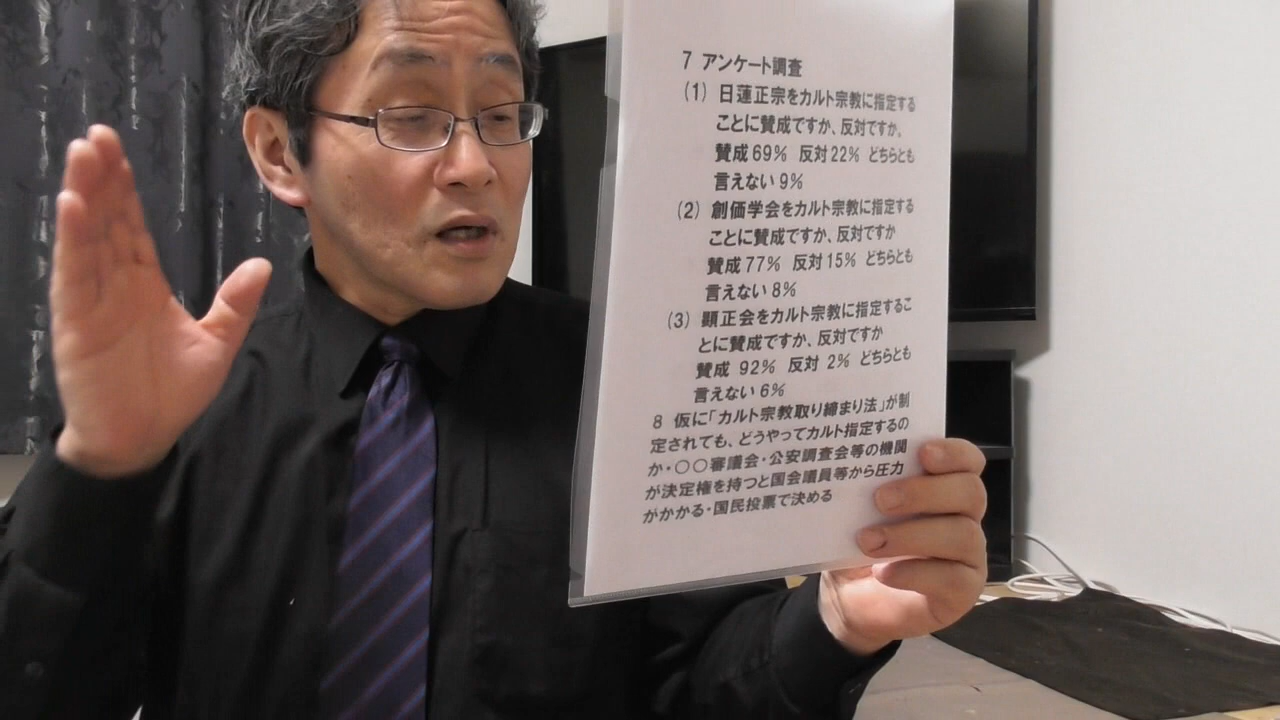 7 アンケート調査
(1) 日蓮正宗をカルト宗教に指定する
ことに賛成ですか、反対ですか。
賛成69% 反対22% どちらとも
言えない9%
(2) 創価学会をカルト宗教に指定する
ことに賛成ですか、反対ですか
賛成77% 反対15% どちらとも
言えない8%
(3) 顕正会をカルト宗教に指定するこ
とに賛成ですか、反対ですか
賛成 92% 反対 2% どちらとも
言えない6%
8 仮に「カルト宗教取り締まり法」が制
定されても、どうやってカルト指定するの
か・〇〇審議会・公安調査会等の機関
が決定権を持つと国会議員等から圧力
がかかる・国民投票で決める